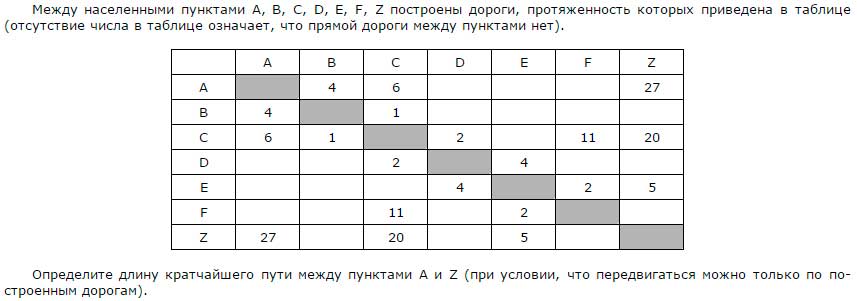 Между населенными пунктами A, B, C, D, E, F, Z построены дороги, протяженность которых приведена в таблице
(отсутствие числа в таблице означает, что прямой дороги между пунктами нет).
A B C D E F Z
A 4 6 27
B 4 1
C 6 1 2 11 20
D 2 4
E 4 2 5
F 11 2
Z 27 20 5
Определите длину кратчайшего пути между пунктами A и Z (при условии, что передвигаться можно только по по-
строенным дорогам).